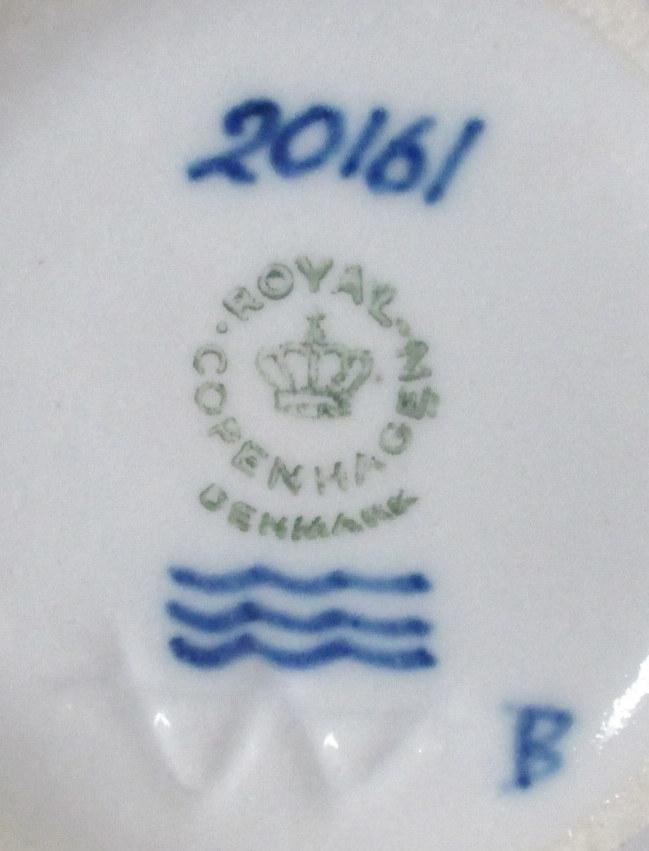 20161
ROYAL
COPENHAGEN
DENMARK
B